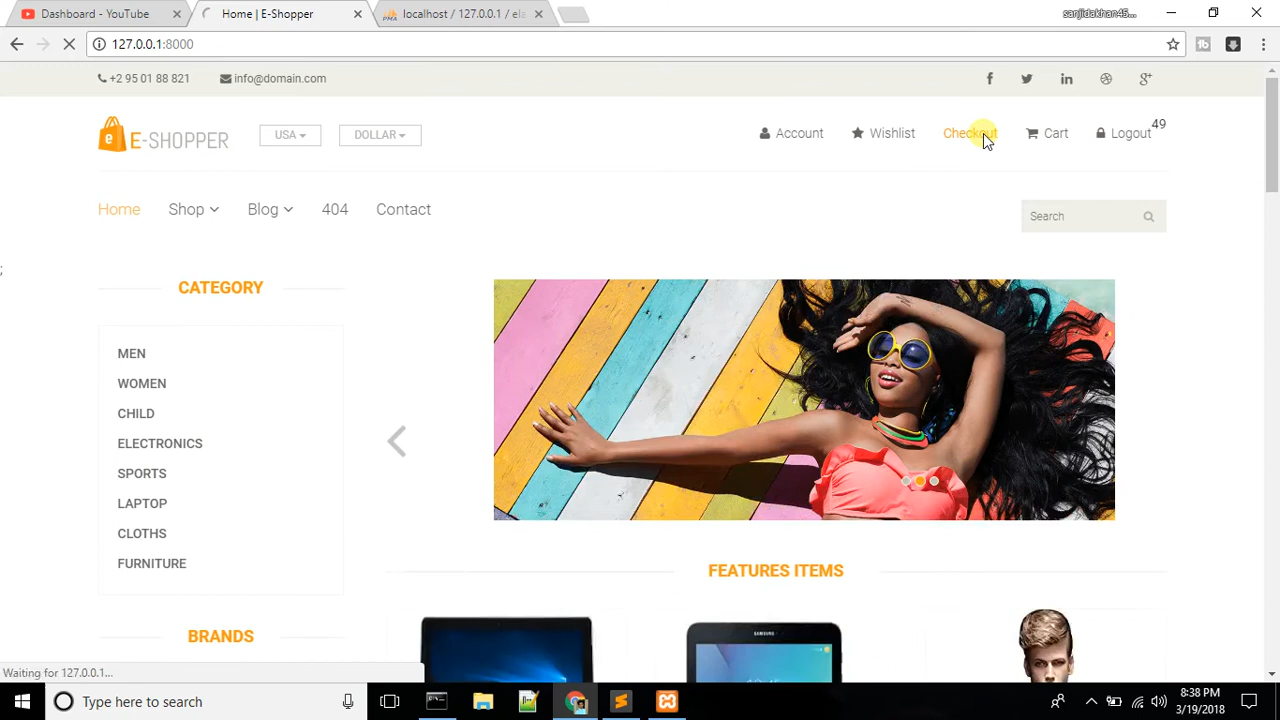 Dashboard - YouTube
Home | E-Shopper
localhost / 127.0.0.1 / ela
sanjidakhan45...
127.0.0.1:8000
+2 95 01 88 821
info@domain.com
E-SHOPPER
USA
DOLLAR
Account
Wishlist
Checkout
Cart
Logout
49
Home
Shop
Blog
404
Contact
Search
;
CATEGORY
MEN
WOMEN
CHILD
ELECTRONICS
SPORTS
LAPTOP
CLOTHS
FURNITURE
BRANDS
FEATURES ITEMS
SAMSUNG
Waiting for 127.0.0.1...
Type here to search
8:38 PM
3/19/2018